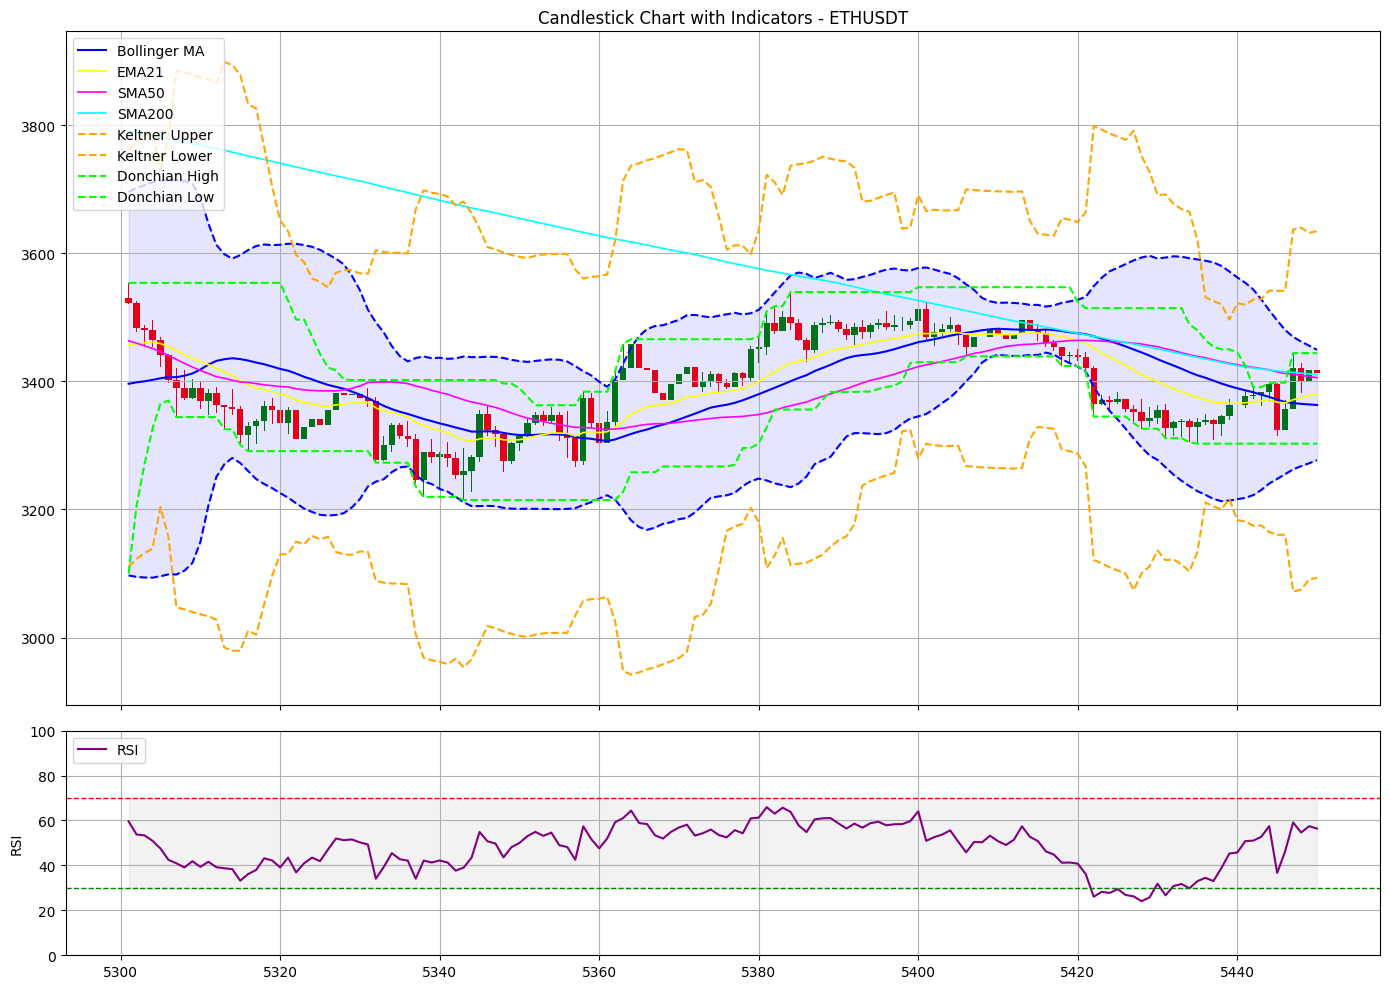 Candlestick Chart with Indicators - ETHUSDT
Bollinger MA
EMA21
SMA50
SMA200
Keltner Upper
Keltner Lower
Donchian High
Donchian Low
3800
3600
3400
3200
3000
RSI
100
80
60
40
20
0
RSI
5300 5320 5340 5360 5380 5400 5420 5440